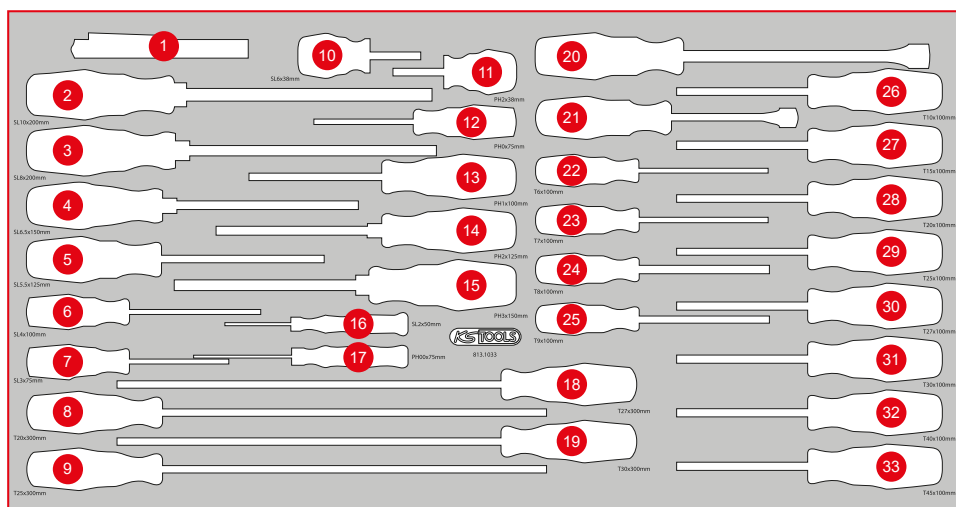 1
10
SL6x38mm
11
PH2x38mm
20
2
SL10x200mm
12
PH0x75mm
26
T10x100mm
21
3
SL8x200mm
13
PH1x100mm
27
T15x100mm
22
T6x100mm
4
SL6.5x150mm
14
PH2x125mm
28
T20x100mm
23
T7x100mm
5
SL5.5x125mm
15
PH3x150mm
29
T25x100mm
24
T8x100mm
6
SL4x100mm
16
SL2x50mm
30
T27x100mm
25
T9x100mm
KS TOOLS
813.1033
7
SL3x75mm
17
PH00x75mm
31
T30x100mm
18
T27x300mm
8
T20x300mm
32
T40x100mm
19
T30x300mm
9
T25x300mm
33
T45x100mm